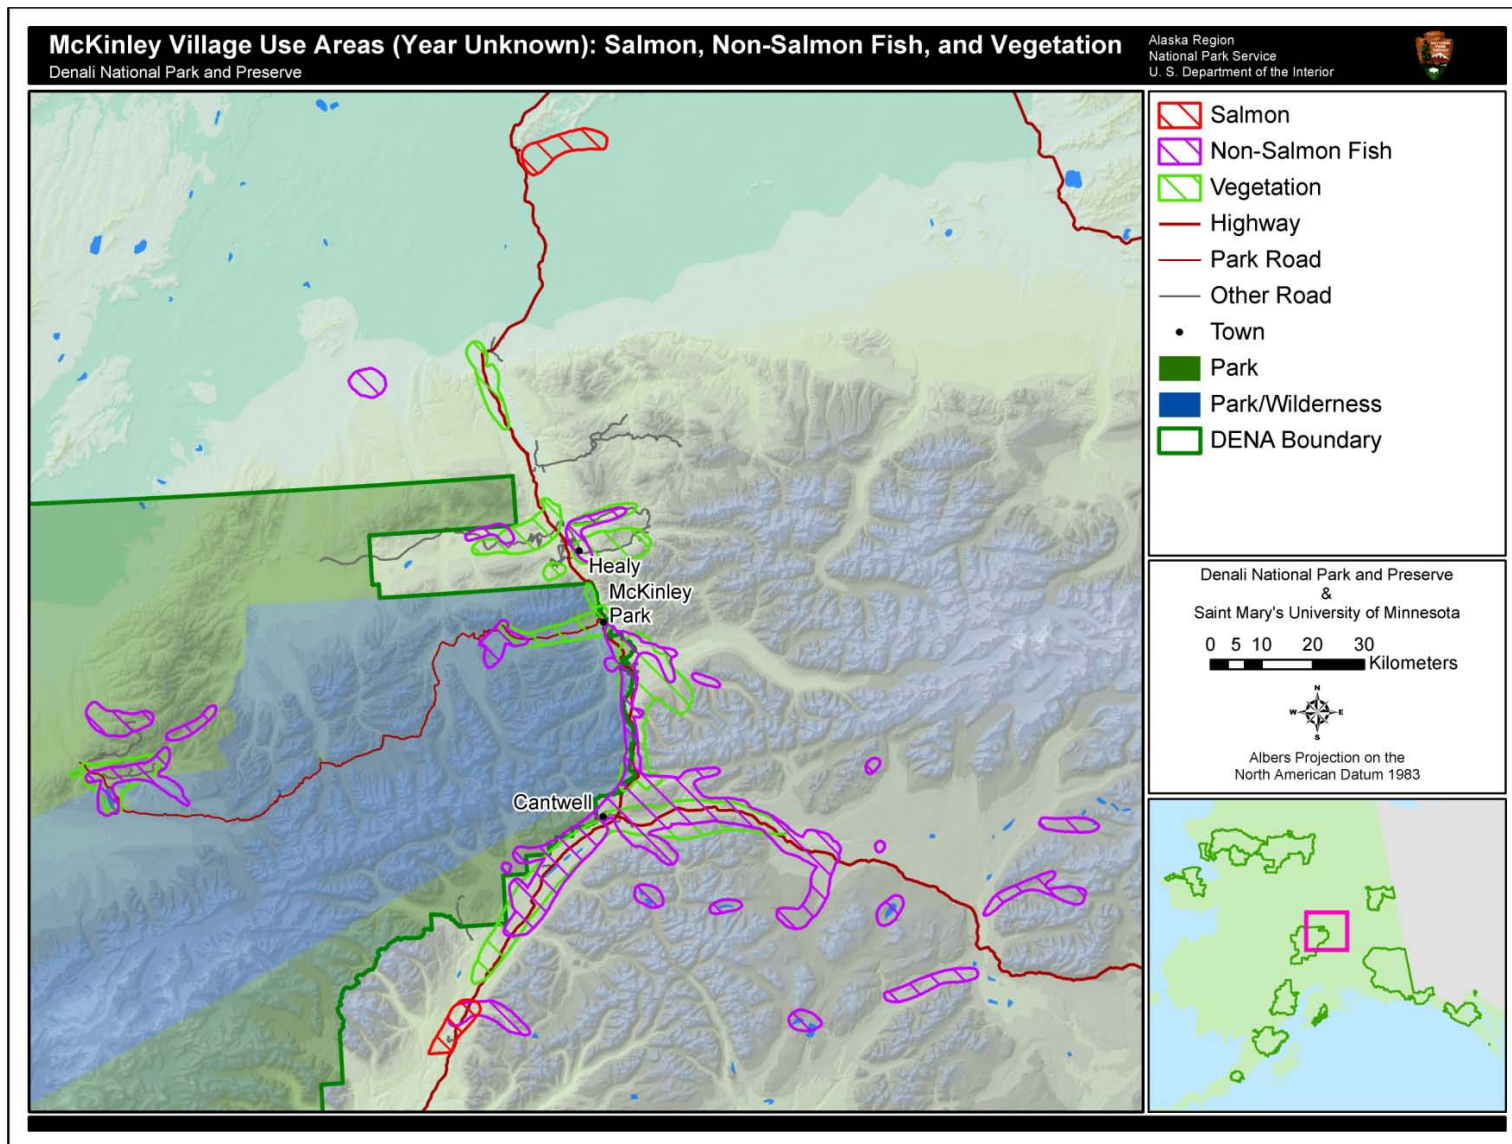 McKinley Village Use Areas (Year Unknown): Salmon, Non-Salmon Fish, and Vegetation
Denali National Park and Preserve
Alaska Region
National Park Service
U. S. Department of the Interior
Salmon
Non-Salmon Fish
Vegetation
Highway
Park Road
Other Road
Town
Park
Park/Wilderness
DENA Boundary
Healy
McKinley
Park
Cantwell
Denali National Park and Preserve
&
Saint Mary's University of Minnesota
0 5 10 20 30
Kilometers
N
W E
S
Albers Projection on the
North American Datum 1983